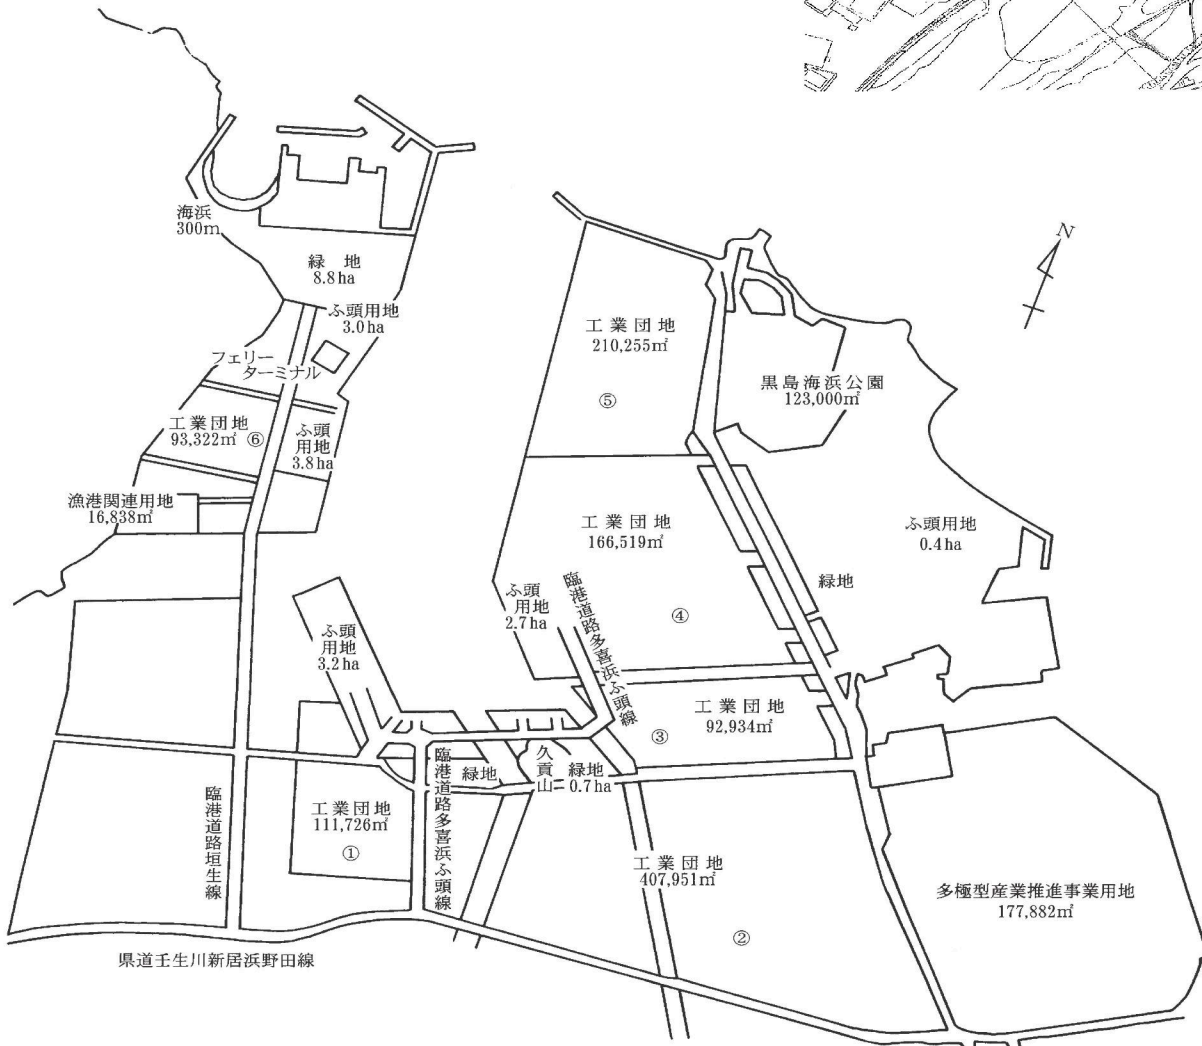 N
海浜
300m
緑地
8.8ha
ふ頭用地
3.0ha
フェリー
ターミナル
工業団地
93,322㎡ ⑥
ふ頭
用地
3.8ha
漁港関連用地
16,838㎡
工業団地
210,255㎡
⑤
黒島海浜公園
123,000㎡
工業団地
166,519㎡
④
ふ頭用地
0.4ha
緑地
ふ頭
用地
2.7ha
臨港道路多喜浜ふ頭線
ふ頭
用地
3.2ha
工業団地
92,934㎡
③
久貢山
緑地
0.7ha
緑地
臨港道路多喜浜ふ頭線
臨港道路垣生線
工業団地
111,726㎡
①
工業団地
407,951㎡
②
多極型産業推進事業用地
177,882㎡
県道壬生川新居浜野田線